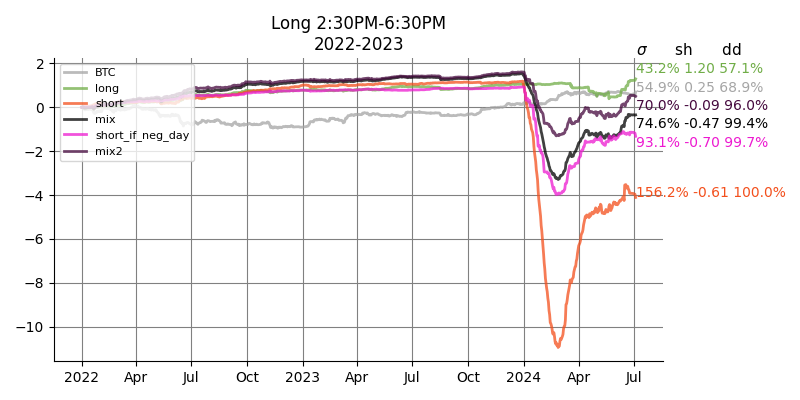 Long 2:30PM-6:30PM
2022-2023
σ sh dd
43.2% 1.20 57.1%
54.9% 0.25 68.9%
70.0% -0.09 96.0%
74.6% -0.47 99.4%
93.1% -0.70 99.7%
156.2% -0.61 100.0%
BTC
long
short
mix
short_if_neg_day
mix2
2
0
−2
−4
−6
−8
−10
2022 Apr Jul Oct 2023 Apr Jul Oct 2024 Apr Jul